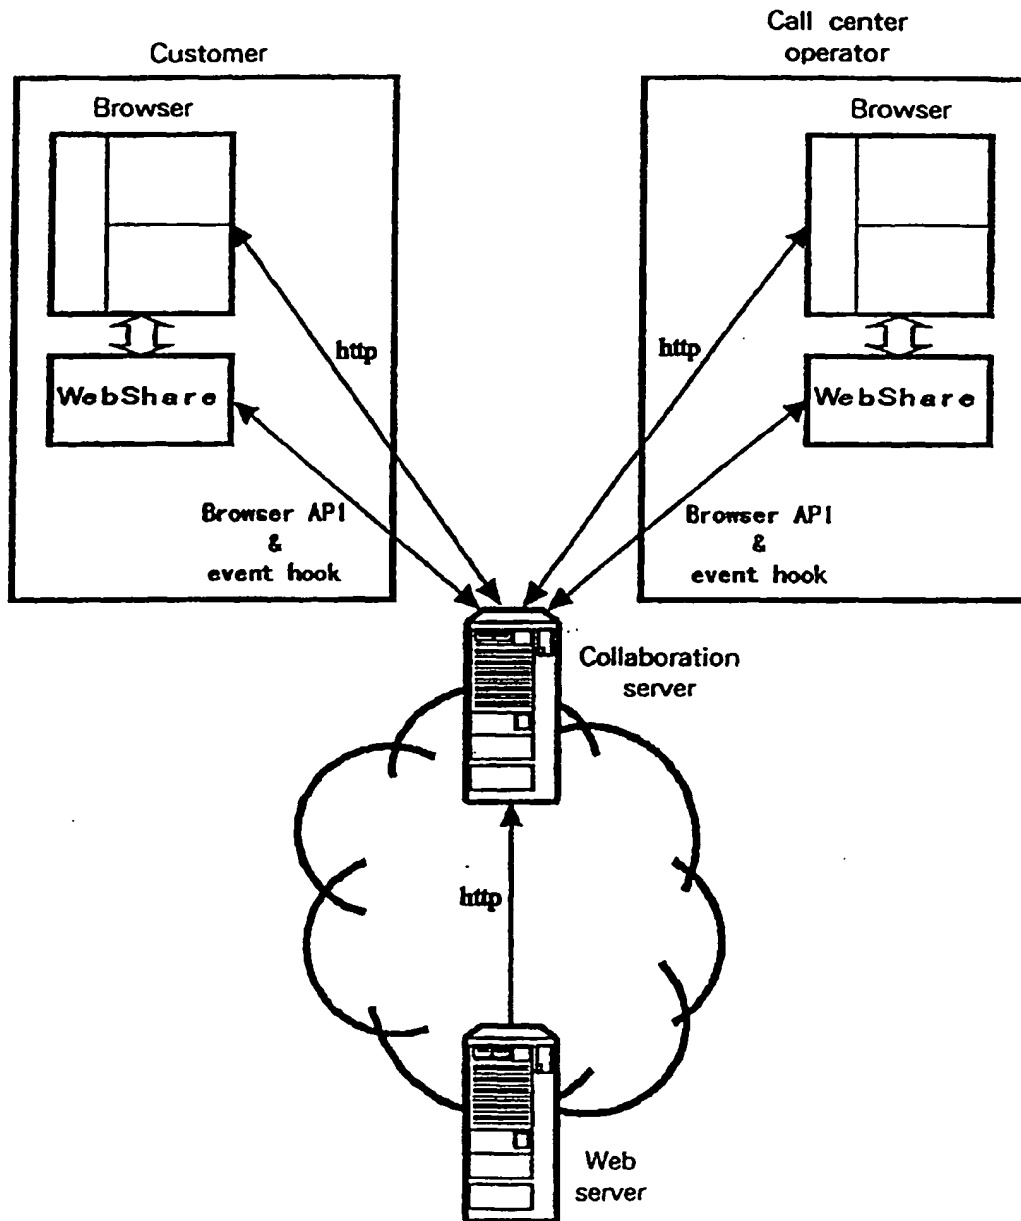 Customer
Call center
operator
Browser
Browser
http
http
WebShare
WebShare
Browser API
&
event hook
Browser API
&
event hook
Collaboration
server
http
Web
server